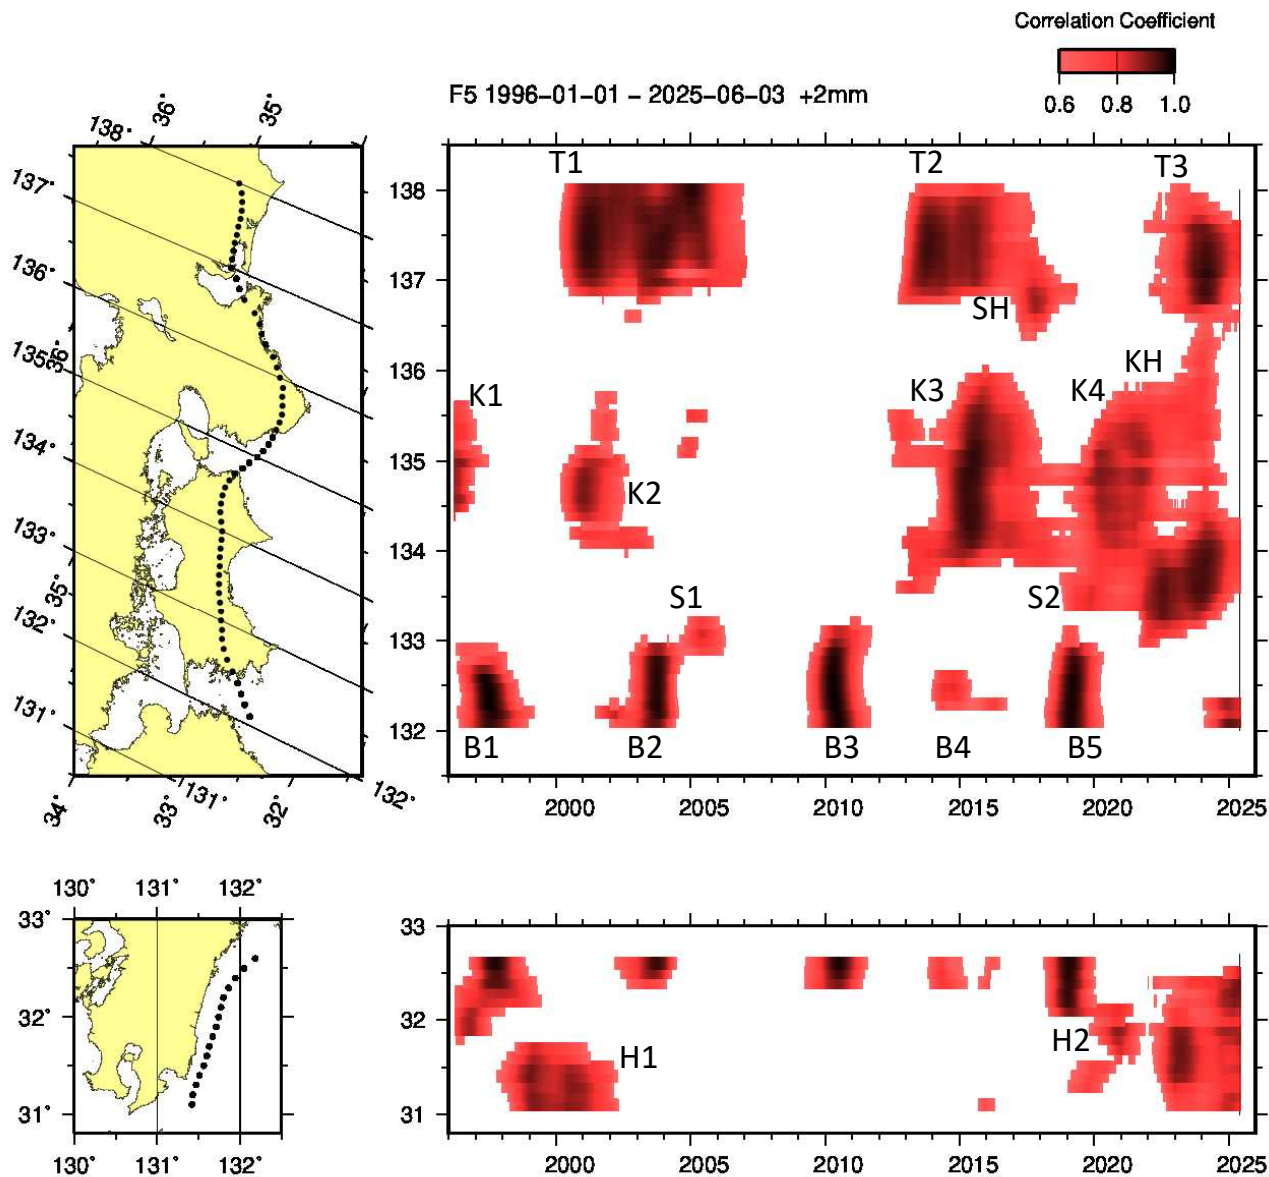 Correlation Coefficient
0.6 0.8 1.0
F5 1996-01-01 - 2025-06-03 +2mm
36° 35°
138°
137°
136°
135°
36°
134°
133°
35°
132°
131°
34° 33° 131° 32° 132°
T1 T2 T3
138
137
SH
136
KH
K1 K3 K4
135
K2
134
S1 S2
133
132
B1 B2 B3 B4 B5
2000 2005 2010 2015 2020 2025
130° 131° 132°
33°
32°
31°
130° 131° 132°
33
32
H1 H2
31
2000 2005 2010 2015 2020 2025